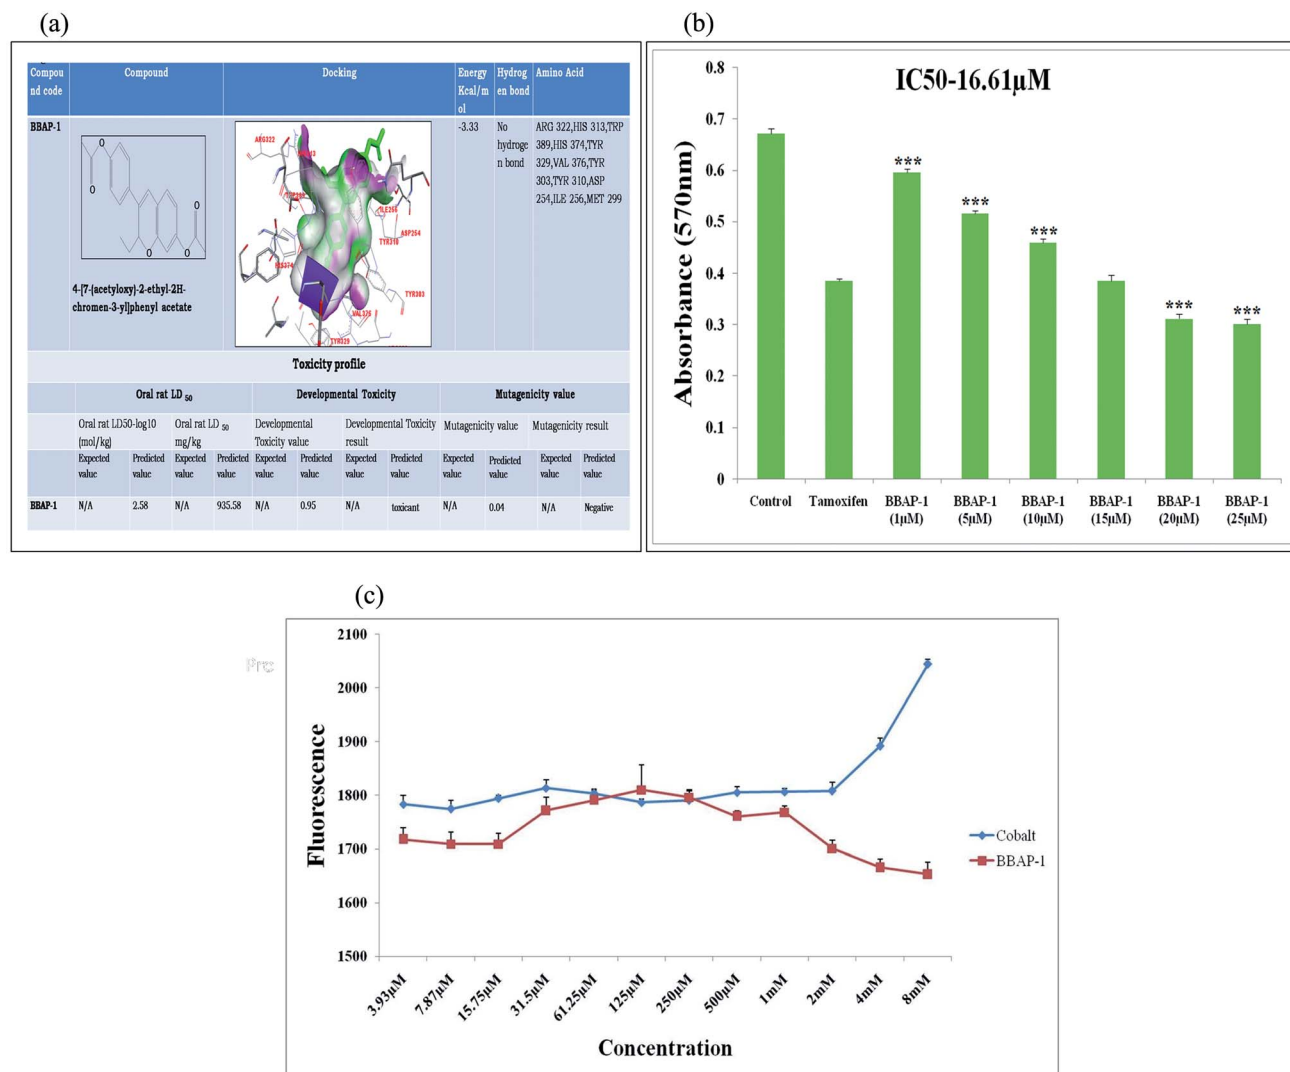 (a)
Compou
nd code
Compound
Docking
Energy
Kcal/m
ol
Hydrog
en bond
Amino Acid
BBAP-1
O
O
O
O
O
4-[7-(acetyloxy)-2-ethyl-2H-
chromen-3-yl]phenyl acetate
ARG322
ILE256
ASP254
TYR310
HIS374
TYR303
VAL376
TYR329
-3.33
No
hydroge
n bond
ARG 322,HIS 313,TRP
389,HIS 374,TYR
329,VAL 376,TYR
303,TYR 310,ASP
254,ILE 256,MET 299
Toxicity profile
Oral rat LD 50
Developmental Toxicity
Mutagenicity value
Oral rat LD50-log10
(mol/kg)
Oral rat LD 50
mg/kg
Developmental
Toxicity value
Developmental Toxicity
result
Mutagenicity value
Mutagenicity result
Expected
value
Predicted
value
Expected
value
Predicted
value
Expected
value
Predicted
value
Expected
value
Predicted
value
Expected
value
Predicted
value
Expected
value
Predicted
value
BBAP-1 N/A 2.58 N/A 935.58 N/A 0.95 N/A toxicant N/A 0.04 N/A Negative
(b)
IC50-16.61µM
Absorbance (570nm)
0.8
0.7
0.6
0.5
0.4
0.3
0.2
0.1
0
***
***
***
***
***
Control
Tamoxifen
BBAP-1
(1µM)
BBAP-1
(5µM)
BBAP-1
(10µM)
BBAP-1
(15µM)
BBAP-1
(20µM)
BBAP-1
(25µM)
(c)
Fluorescence
2100
2000
1900
1800
1700
1600
1500
Cobalt
BBAP-1
3.93µM
7.87µM
15.75µM
31.5µM
61.25µM
125µM
250µM
500µM
1mM
2mM
4mM
8mM
Concentration